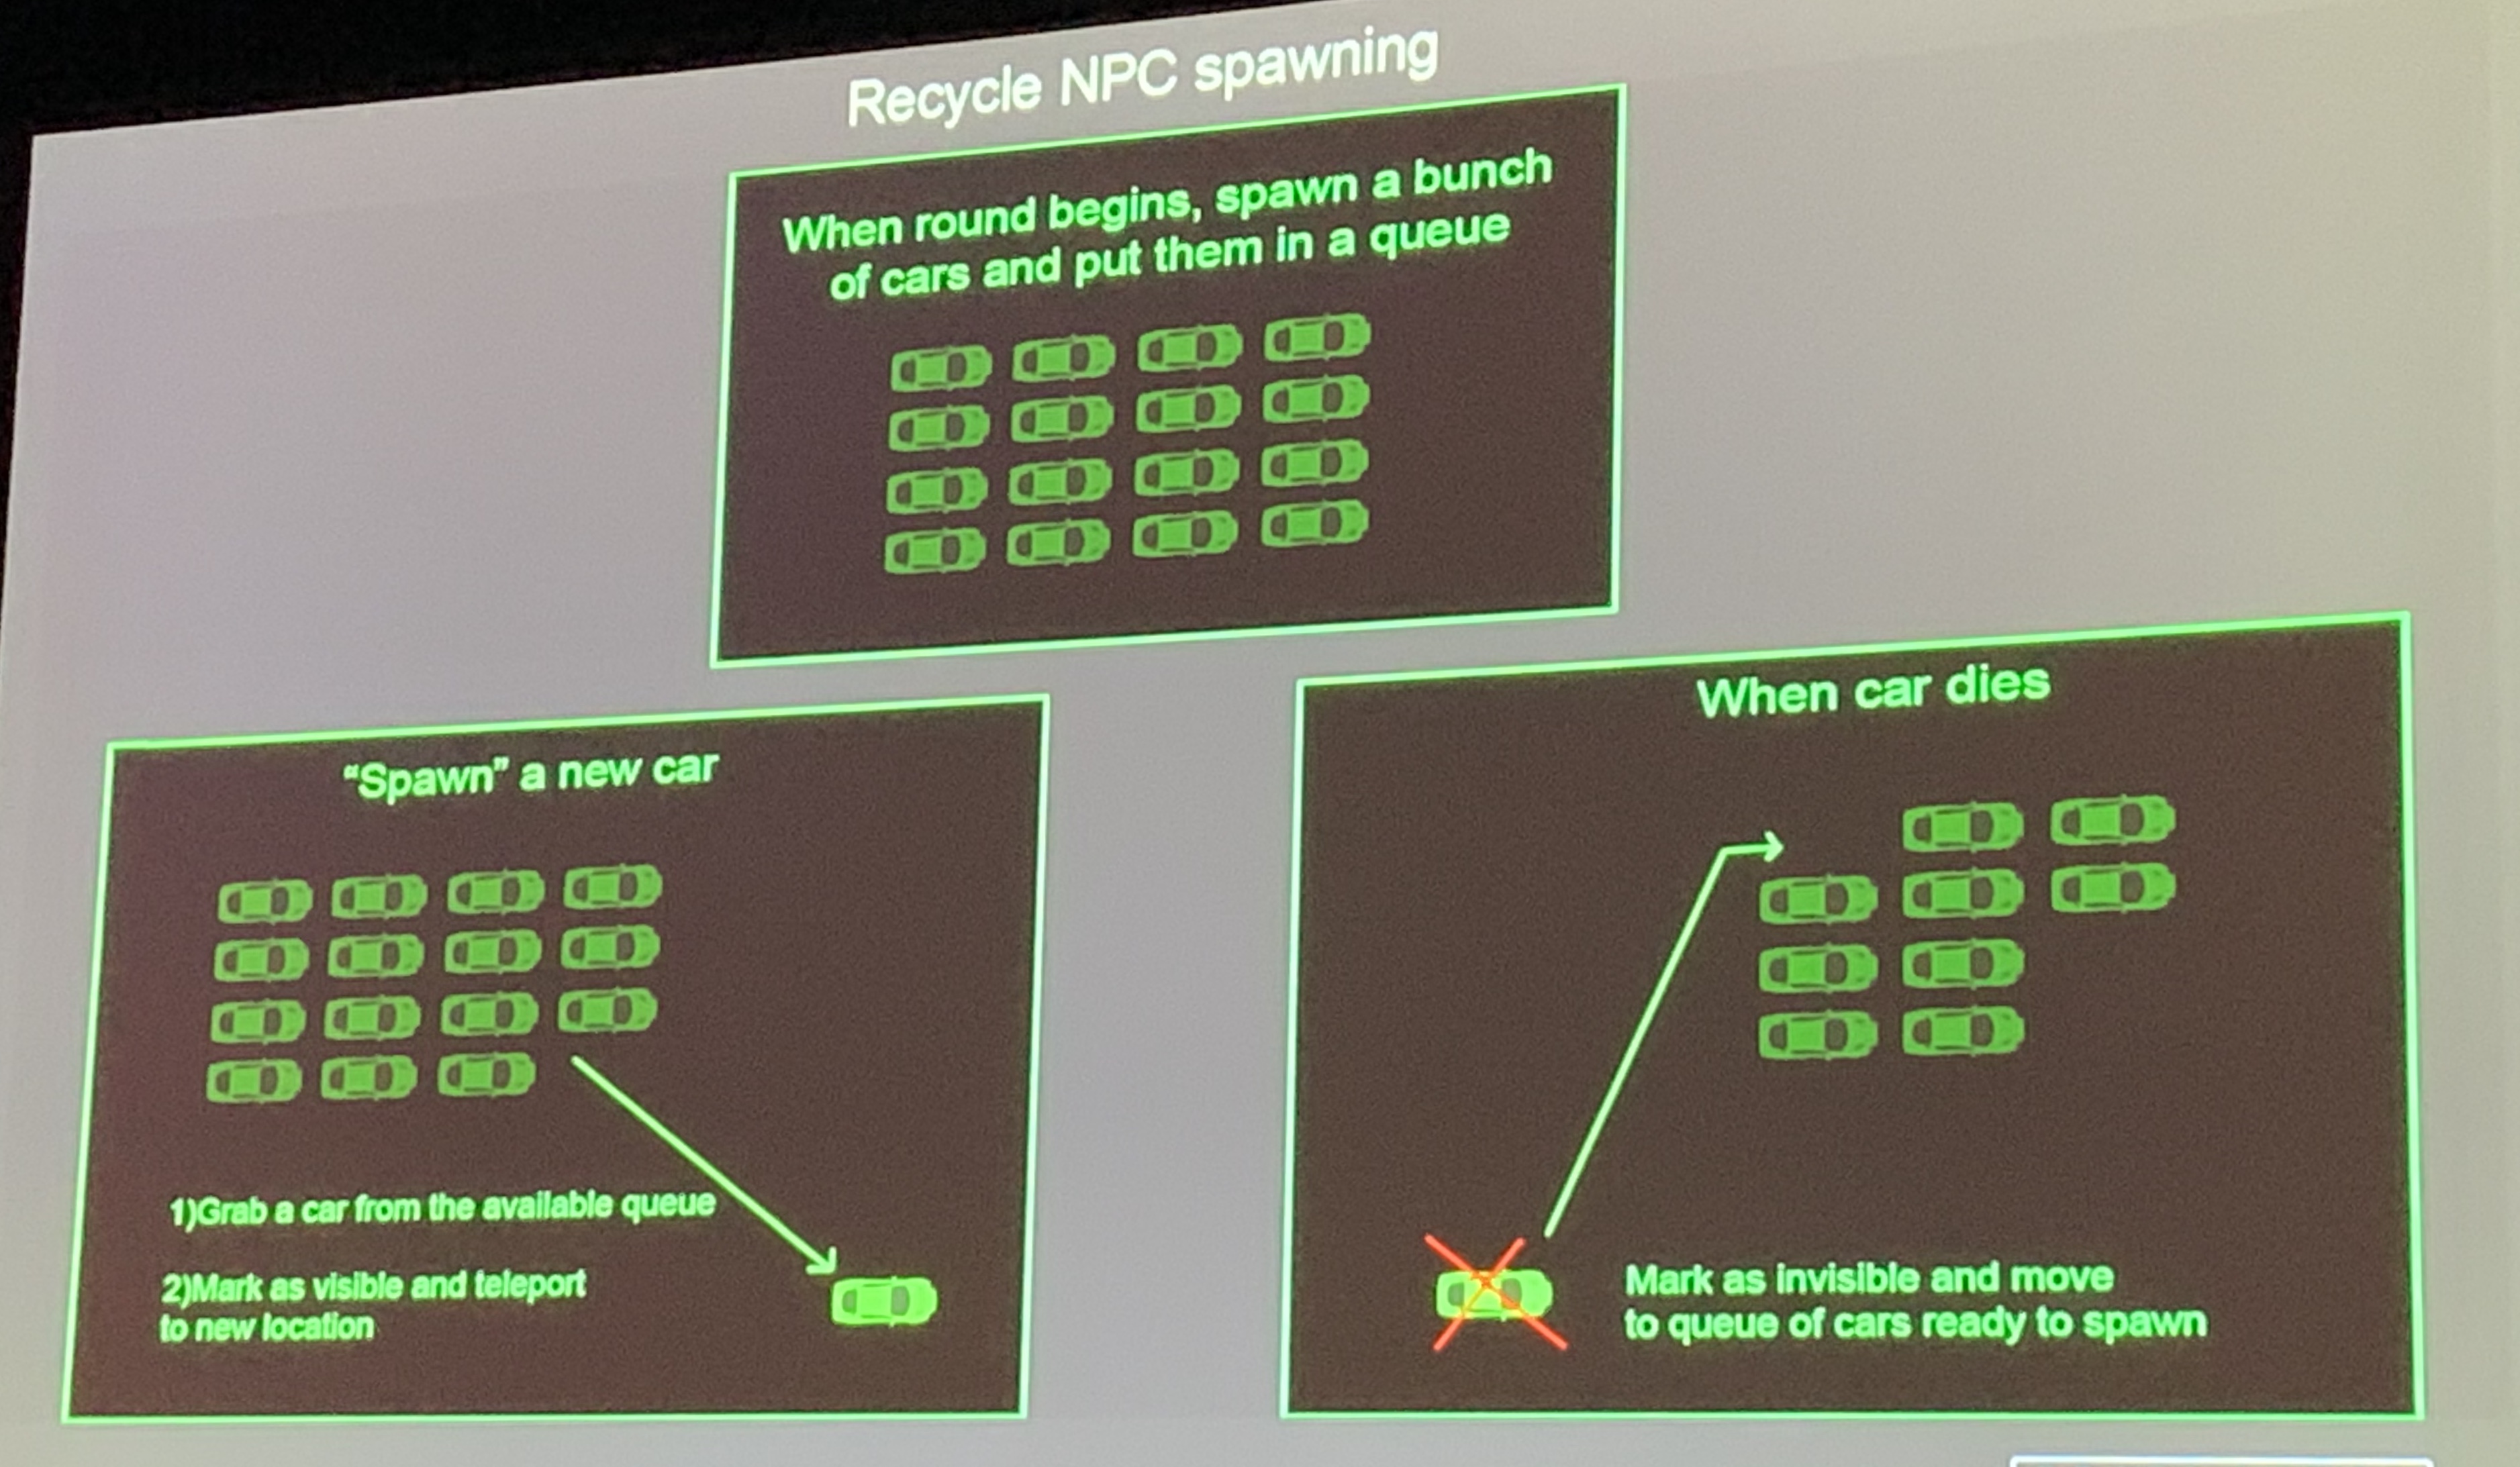 Recycle NPC spawning
When round begins, spawn a bunch
of cars and put them in a queue
“Spawn” a new car
1)Grab a car from the available queue
2)Mark as visible and teleport
to new location
When car dies
Mark as invisible and move
to queue of cars ready to spawn